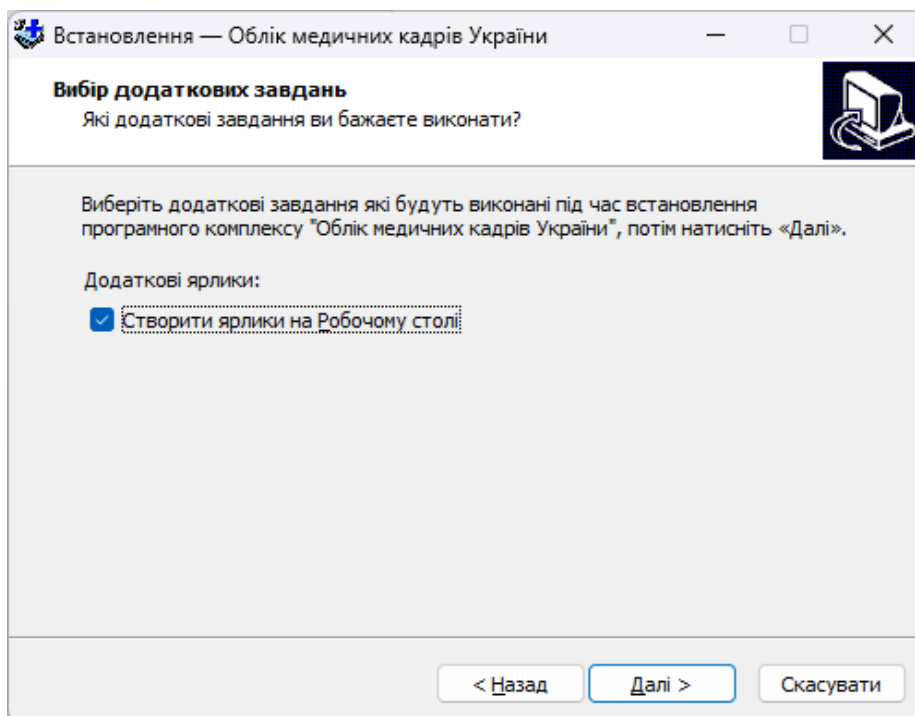 Встановлення — Облік медичних кадрів України
Вибір додаткових завдань
Які додаткові завдання ви бажаєте виконати?
Виберіть додаткові завдання які будуть виконані під час встановлення
програмного комплексу "Облік медичних кадрів України", потім натисніть «Далі».
Додаткові ярлики:
Створити ярлики на Робочому столі
< Назад
Далі >
Скасувати